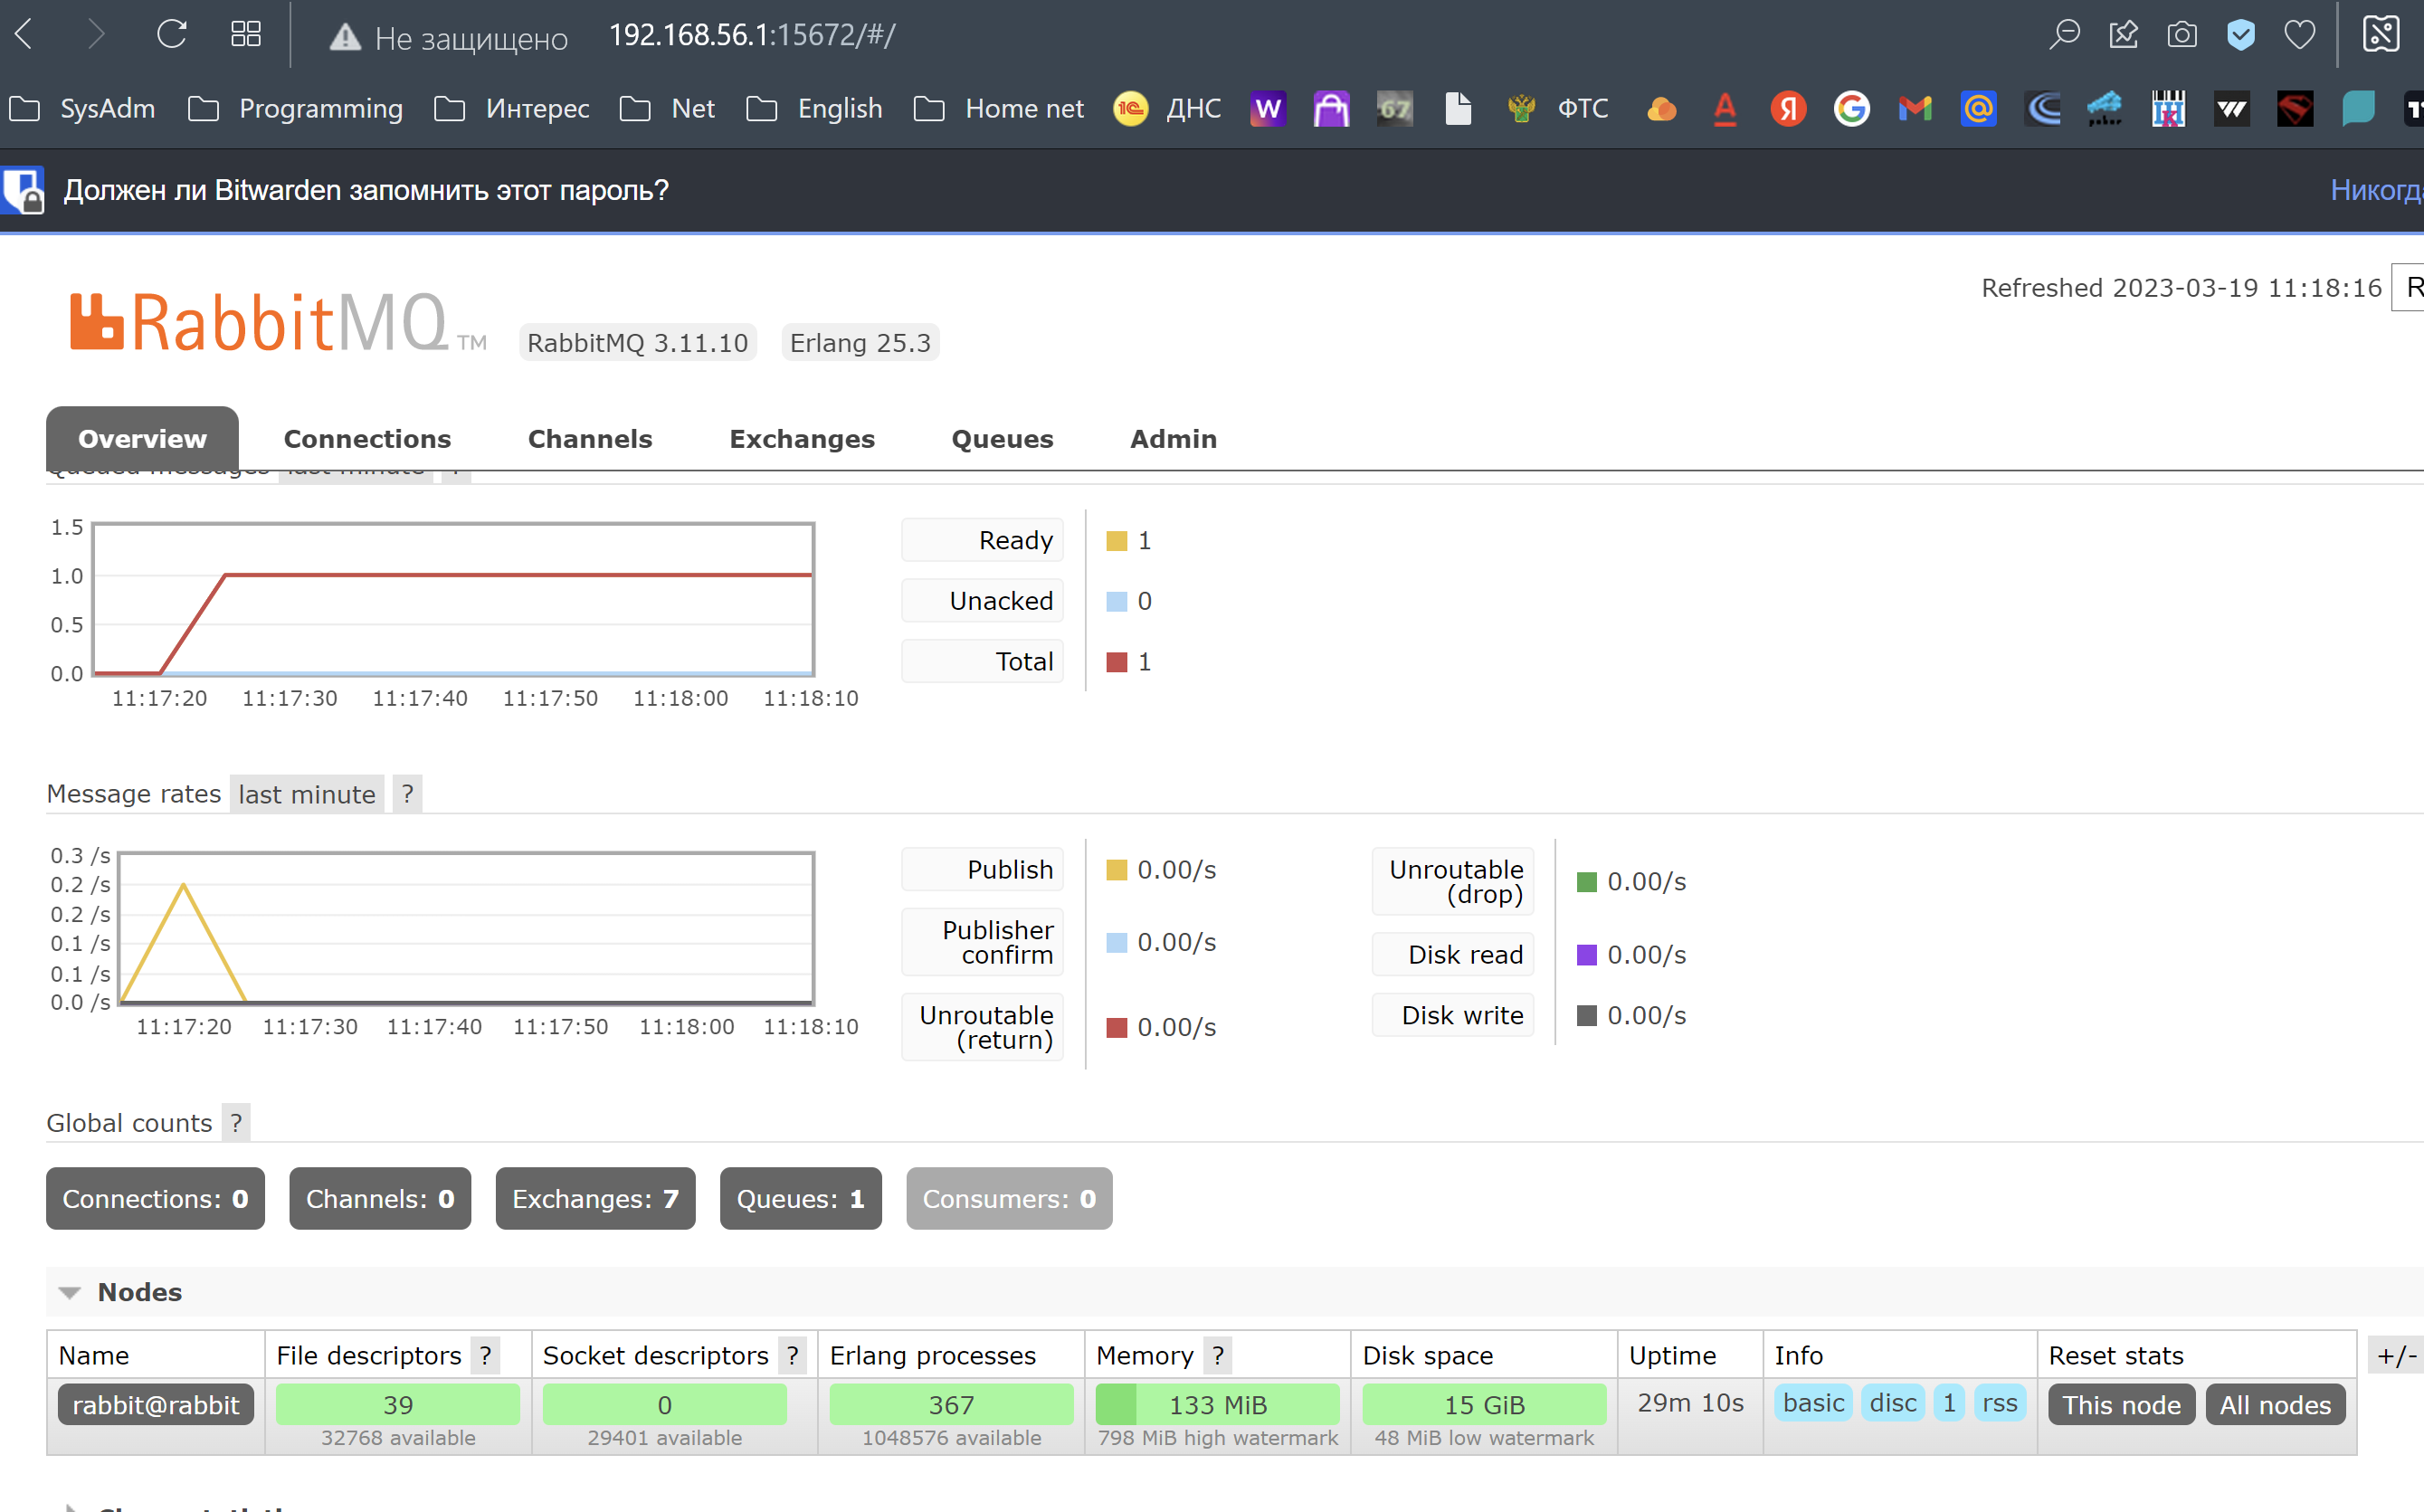 Не защищено 192.168.56.1:15672/#/
SysAdm Programming Интерес Net English Home net ДНС ФТС
Должен ли Bitwarden запомнить этот пароль? Никогда
RabbitMQ TM RabbitMQ 3.11.10 Erlang 25.3
Refreshed 2023-03-19 11:18:16 R
Overview Connections Channels Exchanges Queues Admin
Queued messages last minute ?
1.5
1.0
0.5
0.0
11:17:20 11:17:30 11:17:40 11:17:50 11:18:00 11:18:10
Ready 1
Unacked 0
Total 1
Message rates last minute ?
0.3 /s
0.2 /s
0.2 /s
0.1 /s
0.1 /s
0.0 /s
11:17:20 11:17:30 11:17:40 11:17:50 11:18:00 11:18:10
Publish 0.00/s
Publisher
confirm 0.00/s
Unroutable
(return) 0.00/s
Unroutable
(drop) 0.00/s
Disk read 0.00/s
Disk write 0.00/s
Global counts ?
Connections: 0 Channels: 0 Exchanges: 7 Queues: 1 Consumers: 0
Nodes
Name File descriptors ? Socket descriptors ? Erlang processes Memory ? Disk space Uptime Info Reset stats +/-
rabbit@rabbit 39 0 367 133 MiB 15 GiB 29m 10s basic disc 1 rss This node All nodes
32768 available 29401 available 1048576 available 798 MiB high watermark 48 MiB low watermark